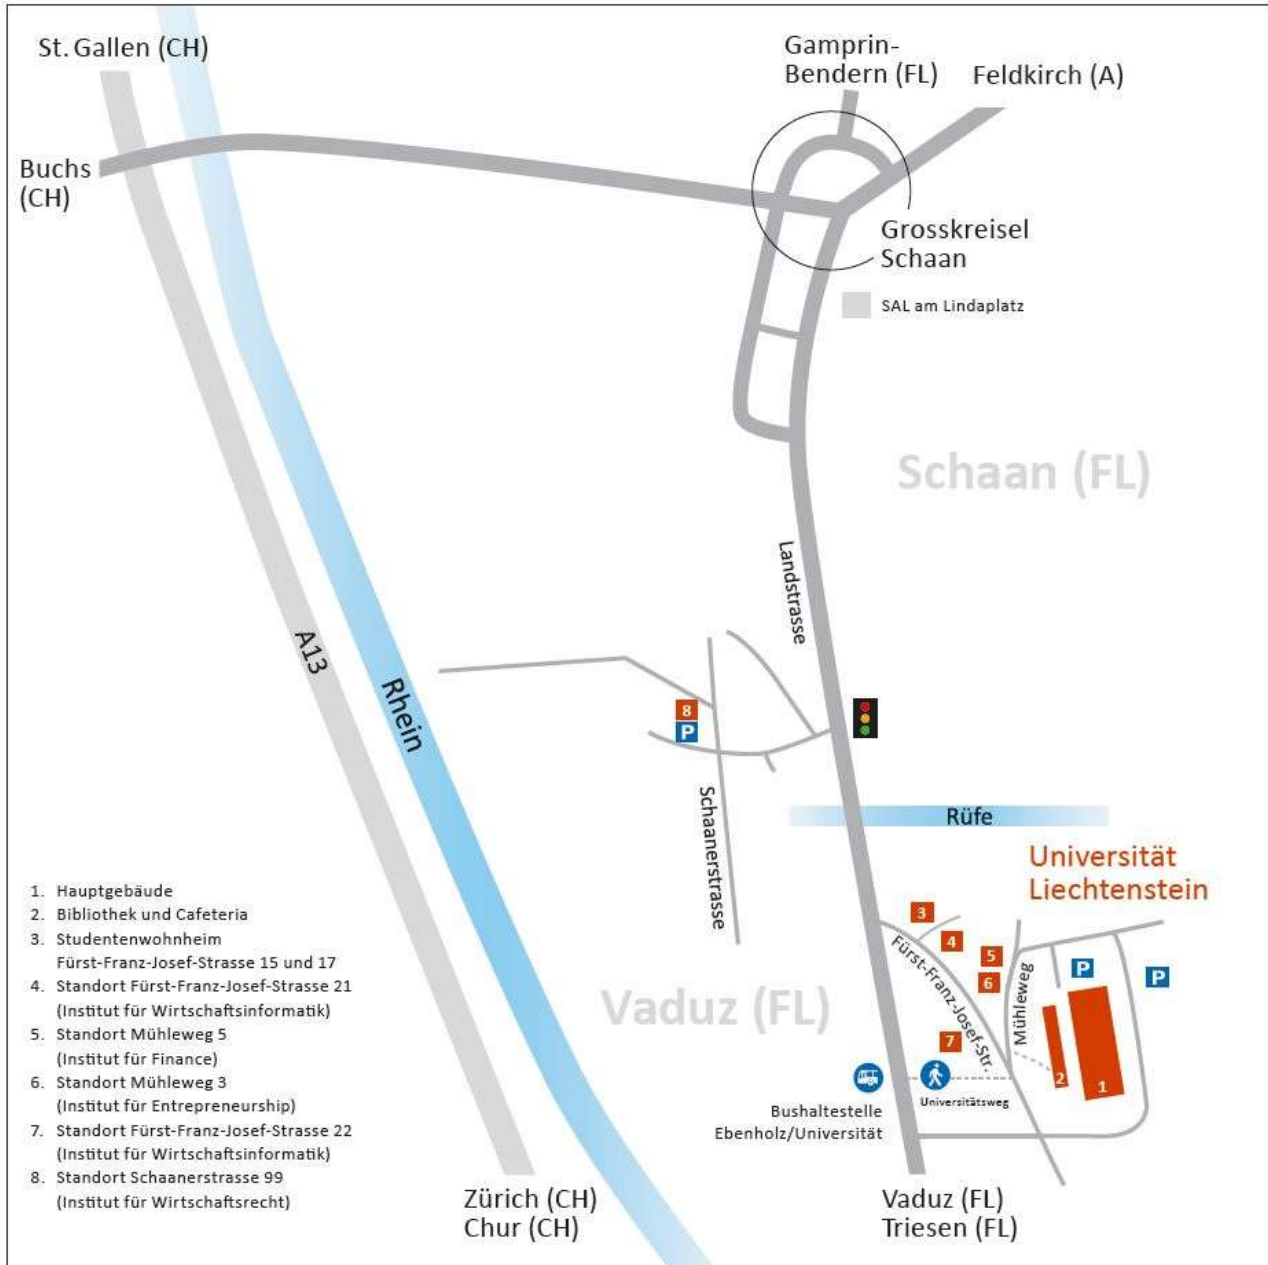 St. Gallen (CH)
Gamprin-
Bendern (FL)
Feldkirch (A)
Buchs
(CH)
Grosskreisel
Schaan
SAL am Lindaplatz
Schaan (FL)
Landstrasse
A13
Rhein
8
P
Schaanerstrasse
Rüfe
Universität
Liechtenstein
1. Hauptgebäude
2. Bibliothek und Cafeteria
3. Studentenwohnheim
Fürst-Franz-Josef-Strasse 15 und 17
4. Standort Fürst-Franz-Josef-Strasse 21
(Institut für Wirtschaftsinformatik)
5. Standort Mühleweg 5
(Institut für Finance)
6. Standort Mühleweg 3
(Institut für Entrepreneurship)
7. Standort Fürst-Franz-Josef-Strasse 22
(Institut für Wirtschaftsinformatik)
8. Standort Schaanerstrasse 99
(Institut für Wirtschaftsrecht)
3
4
5
6
7
Fürst-Franz-Josef-Str.
Mühleweg
P
P
2
1
Vaduz (FL)
Universitätsweg
Bushaltestelle
Ebenholz/Universität
Zürich (CH)
Chur (CH)
Vaduz (FL)
Triesen (FL)